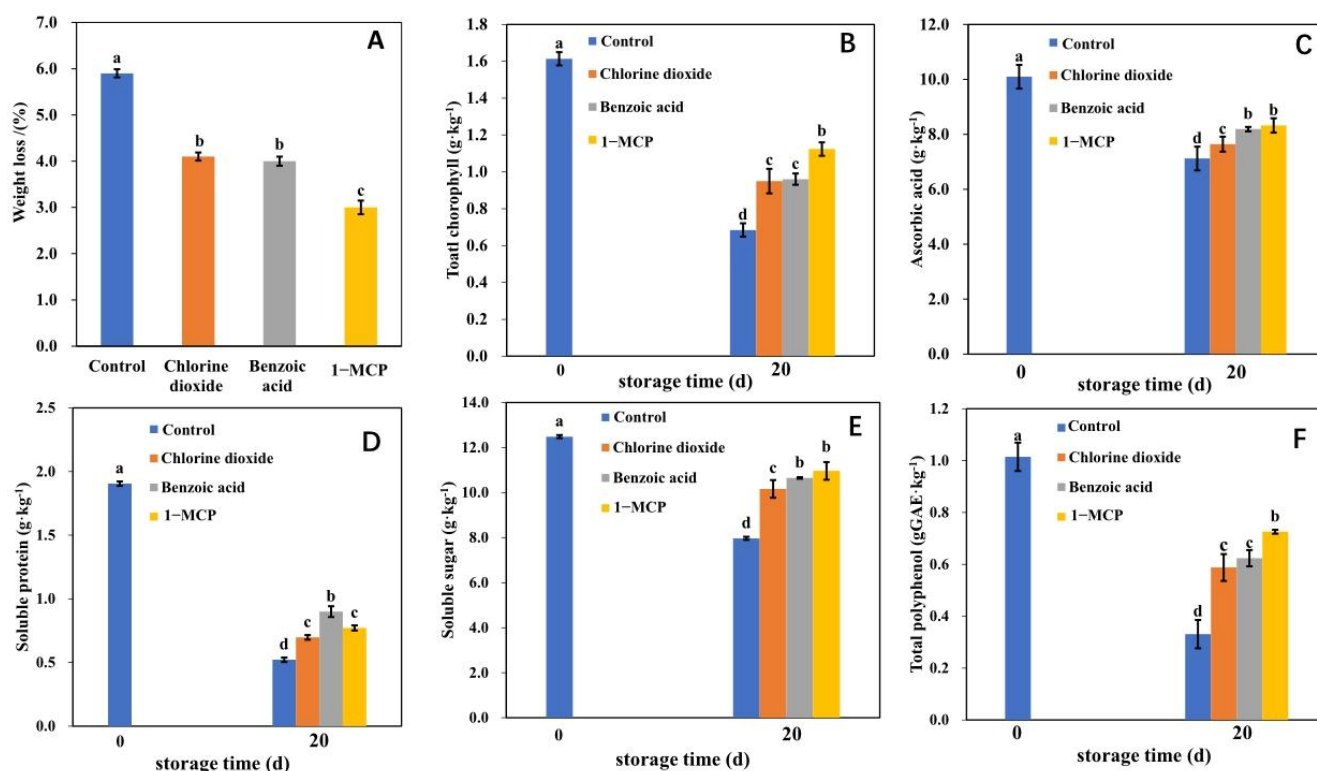 A
Weight loss /(%)
7.0
6.0
5.0
4.0
3.0
2.0
1.0
0.0
a
b
b
c
Control
Chlorine dioxide
Benzoic acid
1−MCP
B
Toatl chorophyll (g·kg⁻¹)
1.8
1.6
1.4
1.2
1.0
0.8
0.6
0.4
0.2
0.0
Control
Chlorine dioxide
Benzoic acid
1−MCP
a
d
c
c
b
0
20
storage time (d)
C
Ascorbic acid (g·kg⁻¹)
12.0
10.0
8.0
6.0
4.0
2.0
0.0
Control
Chlorine dioxide
Benzoic acid
1−MCP
a
d
c
b
b
0
20
storage time (d)
D
Soluble protein (g·kg⁻¹)
2.5
2.0
1.5
1.0
0.5
0.0
Control
Chlorine dioxide
Benzoic acid
1−MCP
a
d
c
b
c
0
20
storage time (d)
E
Soluble sugar (g·kg⁻¹)
14.0
12.0
10.0
8.0
6.0
4.0
2.0
0.0
Control
Chlorine dioxide
Benzoic acid
1−MCP
a
d
c
b
b
0
20
storage time (d)
F
Total polyphenol (gGAE·kg⁻¹)
1.2
1.0
0.8
0.6
0.4
0.2
0.0
Control
Chlorine dioxide
Benzoic acid
1−MCP
a
d
c
c
b
0
20
storage time (d)